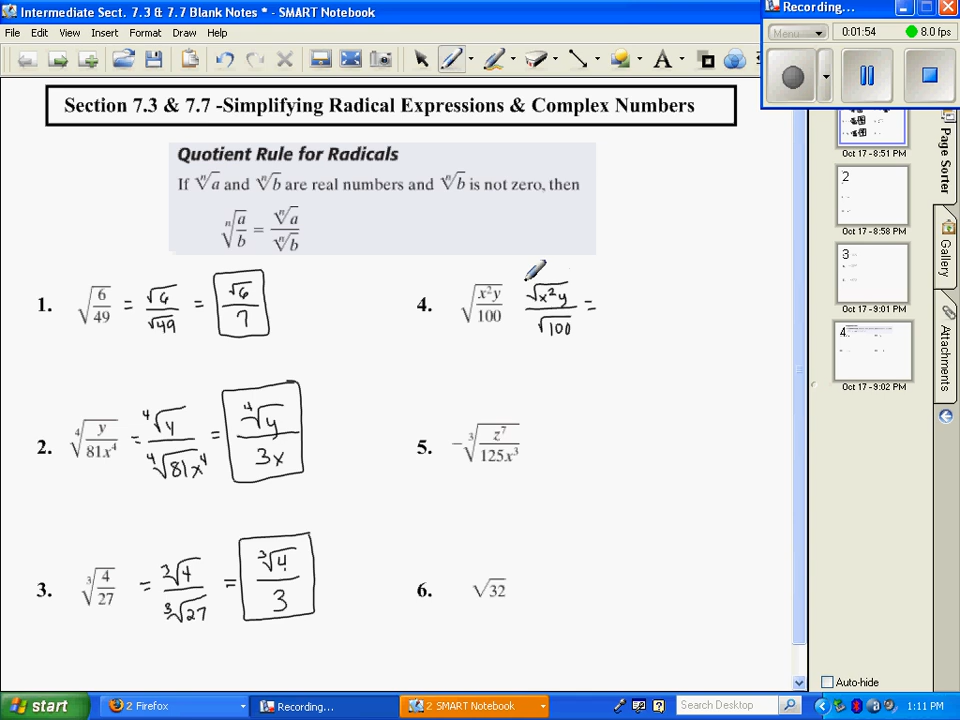 Intermediate Sect. 7.3 & 7.7 Blank Notes * - SMART Notebook
Recording...
File Edit View Insert Format Draw Help
Menu 0:01:54 8.0 fps
Section 7.3 & 7.7 -Simplifying Radical Expressions & Complex Numbers
Quotient Rule for Radicals
If ⁿ√a and ⁿ√b are real numbers and ⁿ√b is not zero, then
ⁿ√(a/b) = ⁿ√a / ⁿ√b
1. √(6/49) = √6/√49 = √6/7
2. ⁴√(y/81x⁴) = ⁴√y/⁴√81x⁴ = ⁴√y/3x
3. ³√(4/27) = ³√4/³√27 = ³√4/3
4. √(x²y/100) √x²y/√100 =
5. -³√(z⁷/125x³)
6. √32
Oct 17 - 8:51 PM
2
Oct 17 - 8:58 PM
3
Oct 17 - 9:01 PM
4
Oct 17 - 9:02 PM
Page Sorter
Gallery
Attachments
Auto-hide
start 2 Firefox Recording... 2 SMART Notebook Search Desktop 1:11 PM